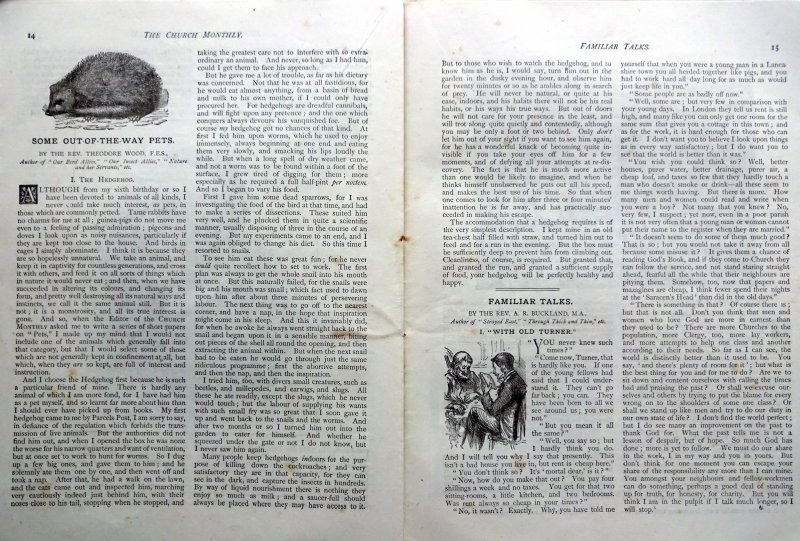 14
THE CHURCH MONTHLY.
SOME OUT-OF-THE-WAY PETS.
BY THE REV. THEODORE WOOD, F.E.S.,
Author of "Our Bird Allies," "Our Insect Allies," "Nature
and her Servants," etc.
I. THE HEDGEHOG.
ALTHOUGH from my sixth birthday or so I
have been devoted to animals of all kinds, I
never could take much interest, as pets, in
those which are commonly petted. Tame rabbits have
no charms for me at all; guinea-pigs do not move me
even to a feeling of passing admiration; pigeons and
doves I look upon as noisy nuisances, particularly if
they are kept too close to the house. And birds in
cages I simply abominate. I think it is because they
are so hopelessly unnatural. We take an animal, and
keep it in captivity for countless generations, and cross
it with others, and feed it on all sorts of things which
in nature it would never eat; and then, when we have
succeeded in altering its colours, and changing its
form, and pretty well destroying all its natural ways and
instincts, we call it the same animal still. But it is
not; it is a monstrosity, and all its true interest is
gone. And so, when the Editor of the CHURCH
MONTHLY asked me to write a series of short papers
on "Pets," I made up my mind that I would not
include one of the animals which generally fall into
that category, but that I would select some of those
which are not generally kept in confinement at all, but
which, when they are so kept, are full of interest and
instruction.
And I choose the Hedgehog first because he is such
a particular friend of mine. There is hardly any
animal of which I am more fond, for I have had him
as a pet myself, and so learnt far more about him than
I should ever have picked up from books. My first
hedgehog came to me by Parcels Post, I am sorry to say,
in defiance of the regulation which forbids the trans-
mission of live animals. But the authorities did not
find him out, and when I opened the box he was none
the worse for his narrow quarters and want of ventilation,
but at once set to work to hunt for worms. So I dug
up a few big ones, and gave them to him; and he
solemnly ate them one by one, and then went off and
took a nap. After that, he had a walk on the lawn,
and the cats came out and inspected him, marching
very cautiously indeed just behind him, with their
noses close to his tail, stopping when he stopped, and
taking the greatest care not to interfere with so extra-
ordinary an animal. And never, so long as I had him,
could I get them to face his approach.
But he gave me a lot of trouble, as far as his dietary
was concerned. Not that he was at all fastidious, for
he would eat almost anything, from a basin of bread
and milk to his own mother, if I could only have
procured her. For hedgehogs are dreadful cannibals,
and will fight upon any pretence; and the one which
conquers always devours his vanquished foe. But of
course my hedgehog got no chances of that kind. At
first I fed him upon worms, which he used to enjoy
immensely, always beginning at one end and eating
them very slowly, and smacking his lips loudly the
while. But when a long spell of dry weather came,
and not a worm was to be found within a foot of the
surface, I grew tired of digging for them; more
especially as he required a full half-pint per noctem.
And so I began to vary his food.
First I gave him some dead sparrows, for I was
investigating the food of the bird at that time, and had
to make a series of dissections. These suited him
very well, and he plucked them in quite a scientific
manner, usually disposing of three in the course of an
evening. But my experiments came to an end, and I
was again obliged to change his diet. So this time I
resorted to snails.
To see him eat these was great fun; for he never
could quite recollect how to set to work. The first
plan was always to get the whole snail into his mouth
at once. But this naturally failed, for the snails were
big and his mouth was small; which fact used to dawn
upon him after about three minutes of persevering
labour. The next thing was to go off to the nearest
corner, and have a nap, in the hope that inspiration
might come in his sleep. And this it invariably did,
for when he awoke he always went straight back to the
snail and began upon it in a sensible manner, biting
out pieces of the shell all round the opening, and then
extracting the animal within. But when the next snail
had to be eaten he would go through just the same
ridiculous programme; first the abortive attempts,
and then the nap, and then the inspiration.
I tried him, too, with divers small creatures, such as
beetles, and millepedes, and earwigs, and slugs. All
these he ate readily, except the slugs, which he never
would touch; but the labour of supplying his wants
with such small fry was so great that I soon gave it
up and went back to the snails and the worms. And
after two months or so I turned him out into the
garden to cater for himself. And whether he
squeezed under the gate or not I do not know, but
I never saw him again.
Many people keep hedgehogs indoors for the pur-
pose of killing down the cockroaches; and very
satisfactory they are in that capacity, for they can
see in the dark, and capture the insects in hundreds.
By way of liquid nourishment there is nothing they
enjoy so much as milk; and a saucer-full should
always be placed where they may have access to it.
FAMILIAR TALKS.
15
But to those who wish to watch the hedgehog, and to
know him as he is, I would say, turn him out in the
garden in the dusky evening hour, and observe him
for twenty minutes or so as he ambles along in search
of prey. He will never be natural, or quite at his
ease, indoors, and his habits there will not be his real
habits, or his ways his true ways. But out of doors
he will not care for your presence in the least, and
will trot along quite quietly and contentedly, although
you may be only a foot or two behind. Only don't
let him out of your sight if you want to see him again,
for he has a wonderful knack of becoming quite in-
visible if you take your eyes off him for a few
moments, and of defying all your attempts at re-dis-
covery. The fact is that he is much more active
than one would be likely to imagine, and when he
thinks himself unobserved he puts out all his speed,
and makes the best use of his time. So that when
one comes to look for him after three or four minutes'
inattention he is far away, and has practically suc-
ceeded in making his escape.
The accommodation that a hedgehog requires is of
the very simplest description. I kept mine in an old
tea-chest half filled with straw, and turned him out to
feed and for a run in the evening. But the box must
be sufficiently deep to prevent him from climbing out.
Cleanliness, of course, is required. But granted that,
and granted the run, and granted a sufficient supply
of food, your hedgehog will be perfectly healthy and
happy.
FAMILIAR TALKS.
BY THE REV. A. R. BUCKLAND, M.A.,
Author of "Strayed East," "Through Thick and Thin," etc.
I. "WITH OLD TURNER."
"YOU never knew such
times?"
"Come now, Turner, that
is hardly like you. If one
of the young fellows had
said that I could under-
stand it. They can't go
far back; you can. They
have been born to all we
see around us; you were
not."
"But you mean it all
the same?"
"Well, you say so; but
I hardly think you do.
And I will tell you why I say that presently. This
isn't a bad house you live in, but rent is cheap here."
"You don't think so? It's 'mortal dear,' is it?"
"Now, how do you make that out? You pay four
shillings a week and no taxes. You get for that two
sitting-rooms, a little kitchen, and two bedrooms.
Was rent always so cheap in your times?"
"No, it wasn't? Exactly. Why, you have told me
yourself that when you were a young man in a Lanca-
shire town you all herded together like pigs, and you
had to work hard all day long for as much as would
just keep life in you."
"Some people are as badly off now."
"Well, some are; but very few in comparison with
your young days. In London they tell us rent is still
high, and many like you can only get one room for the
same sum that gives you a cottage in this town; and
as for the work, it is hard enough for those who can
get it. I don't want you to believe I look upon things
as in every way satisfactory; but I do want you to
see that the world is better than it was."
"You wish you could think so? Well, better
houses, purer water, better drainage, purer air, a
cheap loaf, and taxes so few that they hardly touch a
man who doesn't smoke or drink—all these seem to
me things worth having. But there is more. How
many men and women could read and write when
you were a boy? Not many that you knew? No,
very few, I suspect; yet now, even in a poor parish
it is not very often that a young man or woman cannot
put their name to the register when they are married."
"It doesn't seem to do some of them much good?
That is so; but you would not take it away from all
because some misuse it? It gives them a chance of
reading God's Book, and if they come to Church they
can follow the service, and not stand staring straight
ahead, fearful all the while that their neighbours are
pitying them. Somehow, too, now that papers and
magazines are cheap, I think fewer spend their nights
at the 'Saracen's Head' than did in the old days."
"There is something in that? Of course there is;
but that is not all. Don't you think that men and
women who love God are more in earnest than
they used to be? There are more Churches to the
population, more Clergy, too, more lay workers,
and more attempts to help one class and another
according to their needs. So far as I can see, the
world is distinctly better than it used to be. You
say, 'and there's plenty of room for it'; but what is
the best thing for you and for me to do? Are we to
sit down and content ourselves with calling the times
bad and praising the past? Or shall we excuse our-
selves and others by trying to put the blame for every
wrong on to the shoulders of some one class? Or
shall we stand up like men and try to do our duty in
our own state of life? I don't find the world perfect;
but I do see many an improvement on the past to
thank God for. What the past tells me is not a
lesson of despair, but of hope. So much God has
done; more is yet to follow. We must do our share
in the work, I in my way and you in yours. But
don't think for one moment you can escape your
share of the responsibility any more than I can mine.
You amongst your neighbours and fellow-workmen
can do something, perhaps a good deal of standing
up for truth, for honesty, for charity. But you will
think I am in the pulpit if I talk much longer, so I
will stop."